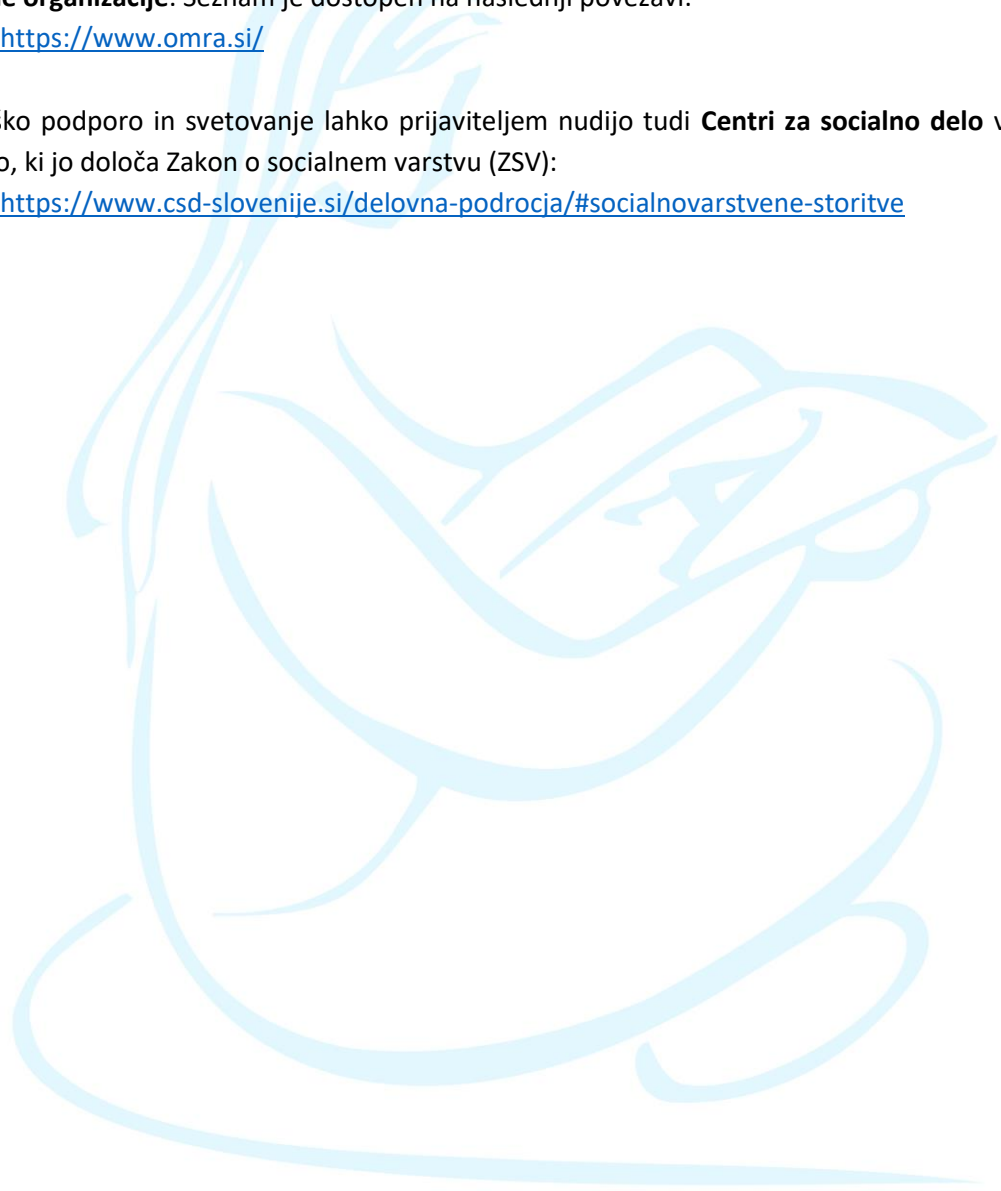 organizacije. Seznam je dostopen na naslednji povezavi:
https://www.omra.si/
podporo in svetovanje lahko prijaviteljem nudijo tudi Centri za socialno delo v
ki jo določa Zakon o socialnem varstvu (ZSV):
https://www.csd-slovenije.si/delovna-podrocja/#socialnovarstvene-storitve